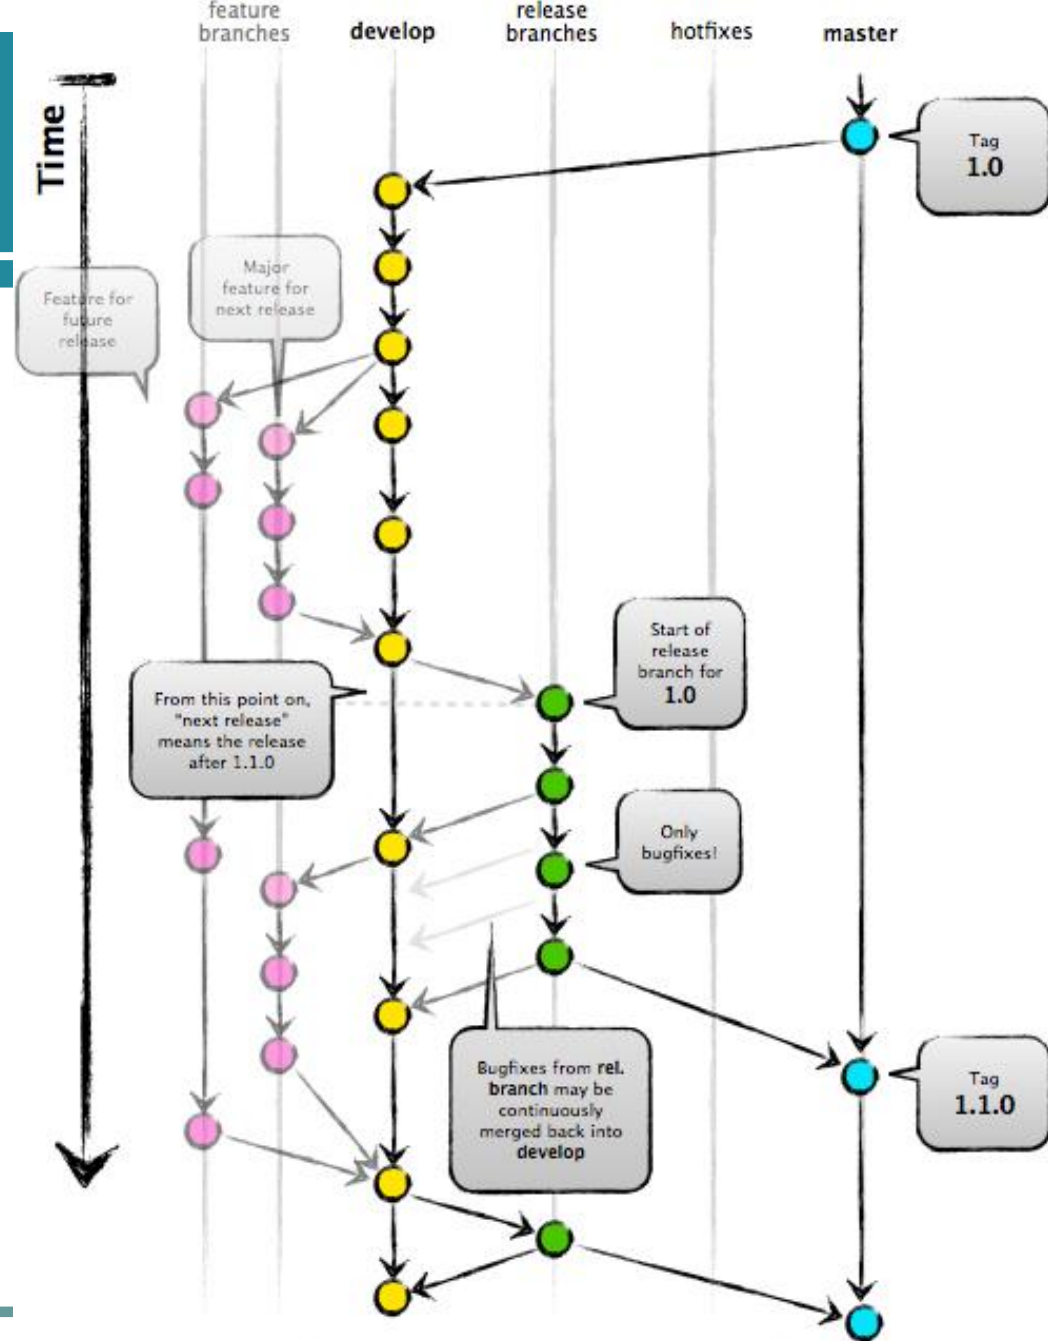 feature
branches
develop
release
branches
hotfixes
master
Time
Tag
1.0
Major
feature for
next release
Feature for
future
release
Start of
release
branch for
1.0
From this point on,
"next release"
means the release
after 1.1.0
Only
bugfixes!
Bugfixes from rel.
branch may be
continuously
merged back into
develop
Tag
1.1.0